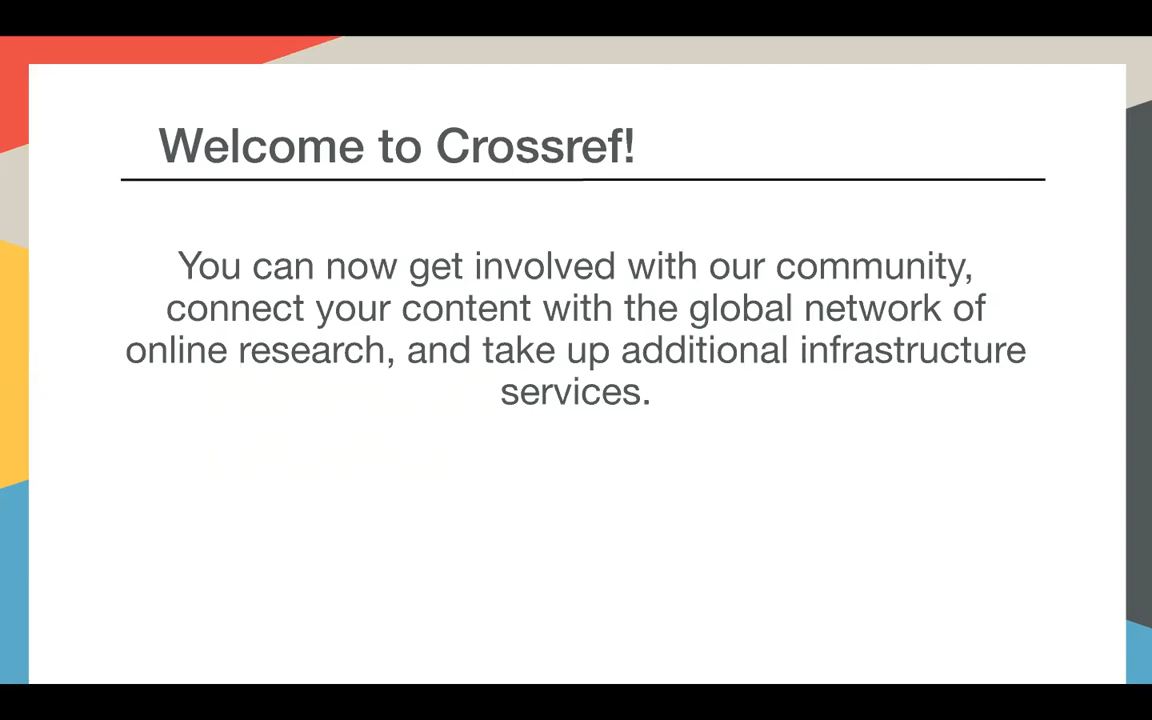 Welcome to Crossref!
You can now get involved with our community,
connect your content with the global network of
online research, and take up additional infrastructure
services.